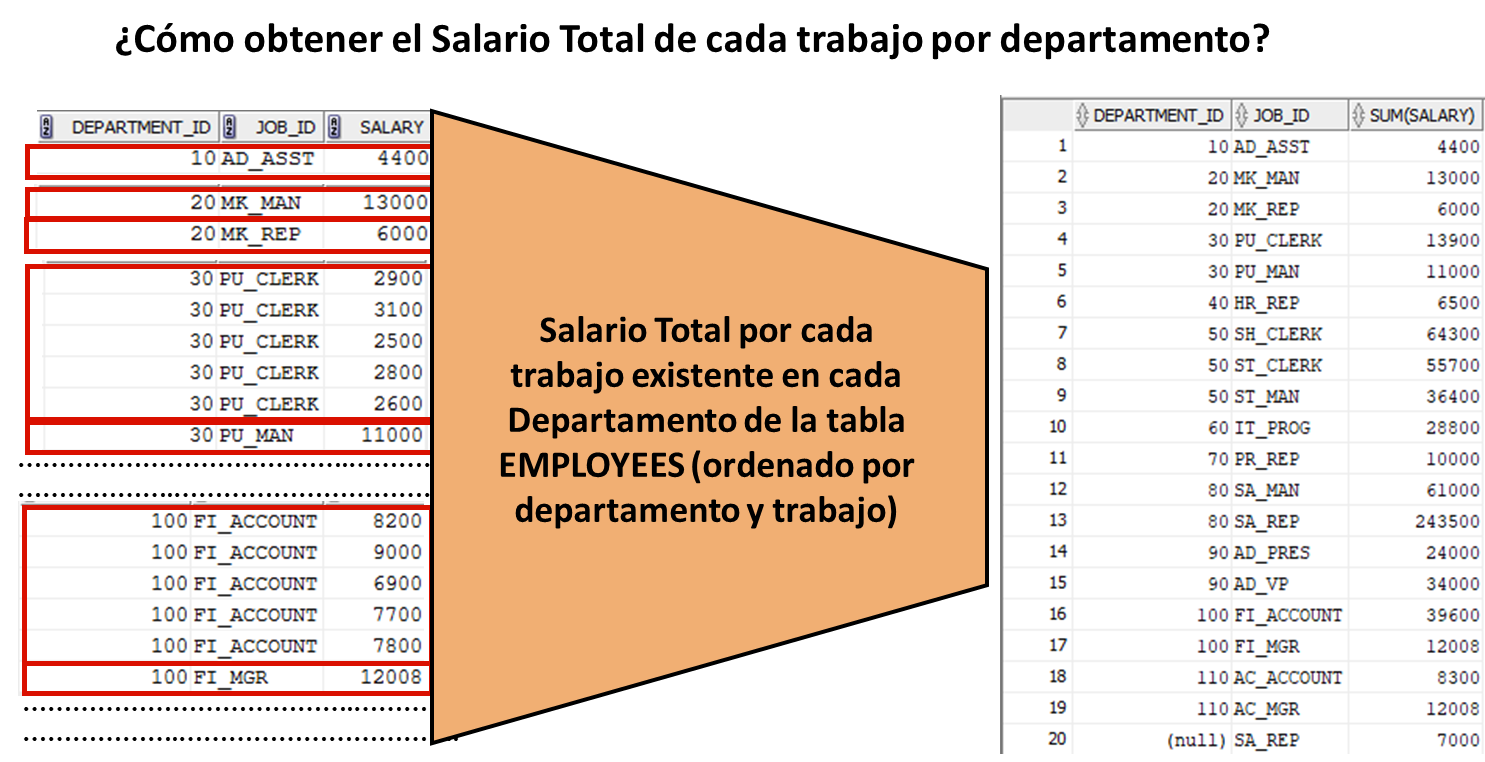 ¿Cómo obtener el Salario Total de cada trabajo por departamento?
DEPARTMENT_ID JOB_ID SALARY
10 AD_ASST 4400
20 MK_MAN 13000
20 MK_REP 6000
30 PU_CLERK 2900
30 PU_CLERK 3100
30 PU_CLERK 2500
30 PU_CLERK 2800
30 PU_CLERK 2600
30 PU_MAN 11000
100 FI_ACCOUNT 8200
100 FI_ACCOUNT 9000
100 FI_ACCOUNT 6900
100 FI_ACCOUNT 7700
100 FI_ACCOUNT 7800
100 FI_MGR 12008
Salario Total por cada
trabajo existente en cada
Departamento de la tabla
EMPLOYEES (ordenado por
departamento y trabajo)
DEPARTMENT_ID JOB_ID SUM(SALARY)
1 10 AD_ASST 4400
2 20 MK_MAN 13000
3 20 MK_REP 6000
4 30 PU_CLERK 13900
5 30 PU_MAN 11000
6 40 HR_REP 6500
7 50 SH_CLERK 64300
8 50 ST_CLERK 55700
9 50 ST_MAN 36400
10 60 IT_PROG 28800
11 70 PR_REP 10000
12 80 SA_MAN 61000
13 80 SA_REP 243500
14 90 AD_PRES 24000
15 90 AD_VP 34000
16 100 FI_ACCOUNT 39600
17 100 FI_MGR 12008
18 110 AC_ACCOUNT 8300
19 110 AC_MGR 12008
20 (null) SA_REP 7000